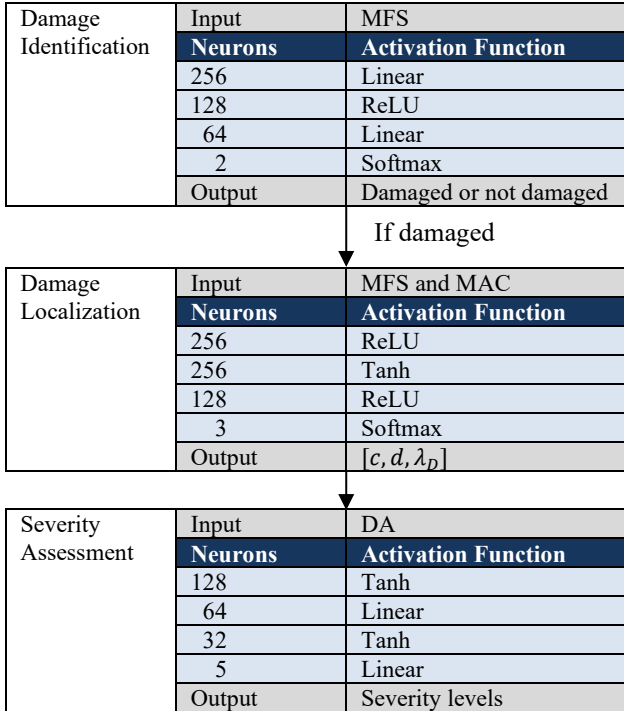 Damage Identification
Input MFS
Neurons Activation Function
256 Linear
128 ReLU
64 Linear
2 Softmax
Output Damaged or not damaged
If damaged
Damage Localization
Input MFS and MAC
Neurons Activation Function
256 ReLU
256 Tanh
128 ReLU
3 Softmax
Output [c, d, λ_D]
Severity Assessment
Input DA
Neurons Activation Function
128 Tanh
64 Linear
32 Tanh
5 Linear
Output Severity levels